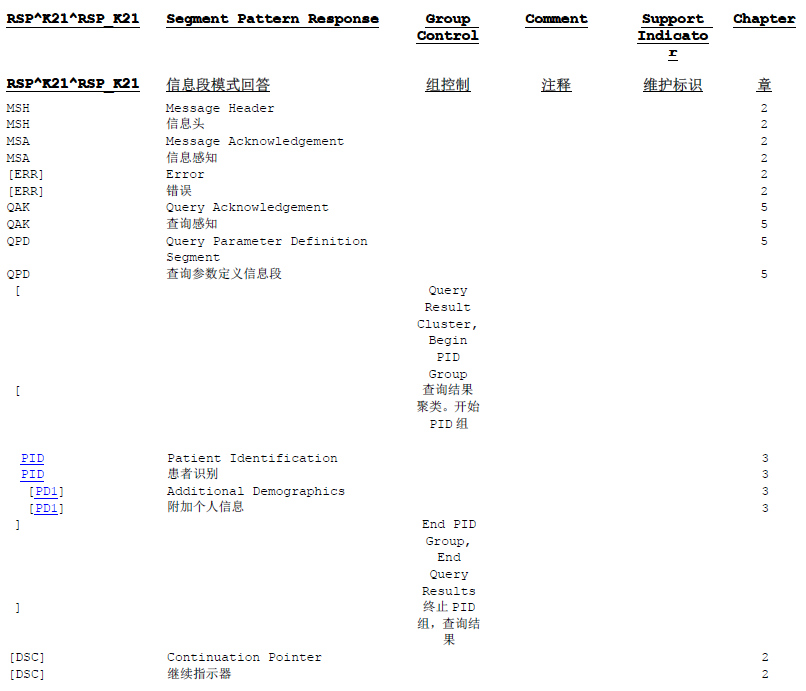 RSP^K21^RSP_K21 Segment Pattern Response Group Control Comment Support Indicato r Chapter
RSP^K21^RSP_K21 信息段模式回答 组控制 注释 维护标识 章
MSH Message Header 2
MSH 信息头 2
MSA Message Acknowledgement 2
MSA 信息感知 2
[ERR] Error 2
[ERR] 错误 2
QAK Query Acknowledgement 5
QAK 查询感知 5
QPD Query Parameter Definition 5
Segment
QPD 查询参数定义信息段 5
[ Query
Result
Cluster,
Begin
PID
Group
[ 查询结果
聚类。开始
PID 组
PID Patient Identification 3
PID 患者识别 3
[PD1] Additional Demographics 3
[PD1] 附加个人信息 3
] End PID
Group,
End
Query
Results
] 终止 PID
组，查询结
果
[DSC] Continuation Pointer 2
[DSC] 继续指示器 2